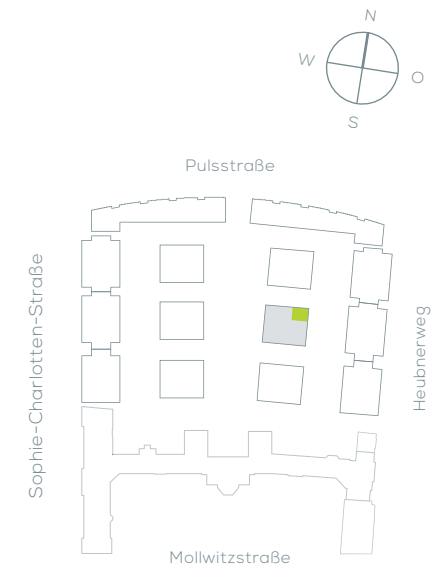 N
W
O
S
Pulsstraße
Sophie-Charlotten-Straße
Heubnerweg
Mollwitzstraße